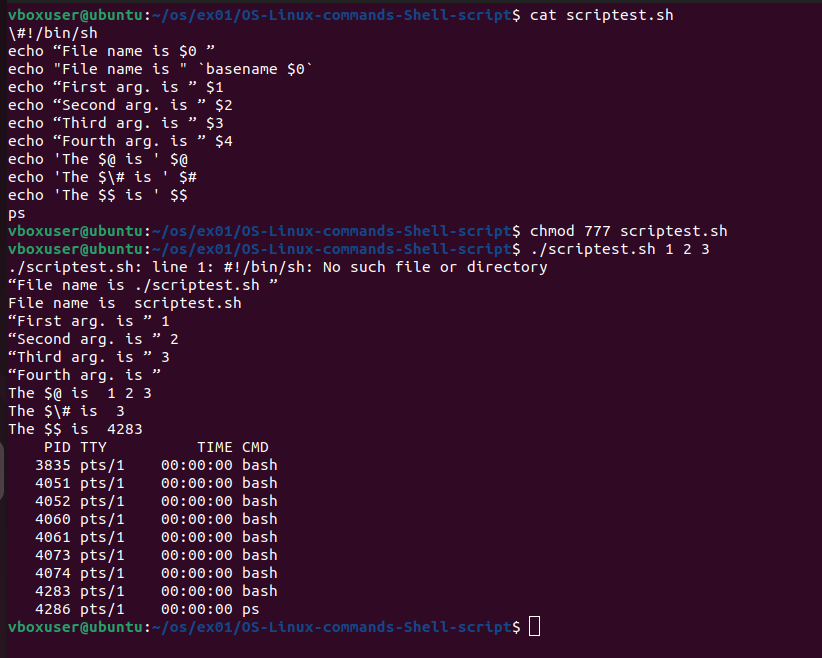 vboxuser@ubuntu:~/os/ex01/OS-Linux-commands-Shell-script$ cat scriptest.sh
\#!/bin/sh
echo “File name is $0 ”
echo "File name is " `basename $0`
echo “First arg. is ” $1
echo “Second arg. is ” $2
echo “Third arg. is ” $3
echo “Fourth arg. is ” $4
echo 'The $@ is ' $@
echo 'The $\# is ' $#
echo 'The $$ is ' $$
ps
vboxuser@ubuntu:~/os/ex01/OS-Linux-commands-Shell-script$ chmod 777 scriptest.sh
vboxuser@ubuntu:~/os/ex01/OS-Linux-commands-Shell-script$ ./scriptest.sh 1 2 3
./scriptest.sh: line 1: #!/bin/sh: No such file or directory
“File name is ./scriptest.sh ”
File name is  scriptest.sh
“First arg. is ” 1
“Second arg. is ” 2
“Third arg. is ” 3
“Fourth arg. is ”
The $@ is  1 2 3
The $\# is  3
The $$ is  4283
    PID TTY          TIME CMD
   3835 pts/1    00:00:00 bash
   4051 pts/1    00:00:00 bash
   4052 pts/1    00:00:00 bash
   4060 pts/1    00:00:00 bash
   4061 pts/1    00:00:00 bash
   4073 pts/1    00:00:00 bash
   4074 pts/1    00:00:00 bash
   4283 pts/1    00:00:00 bash
   4286 pts/1    00:00:00 ps
vboxuser@ubuntu:~/os/ex01/OS-Linux-commands-Shell-script$